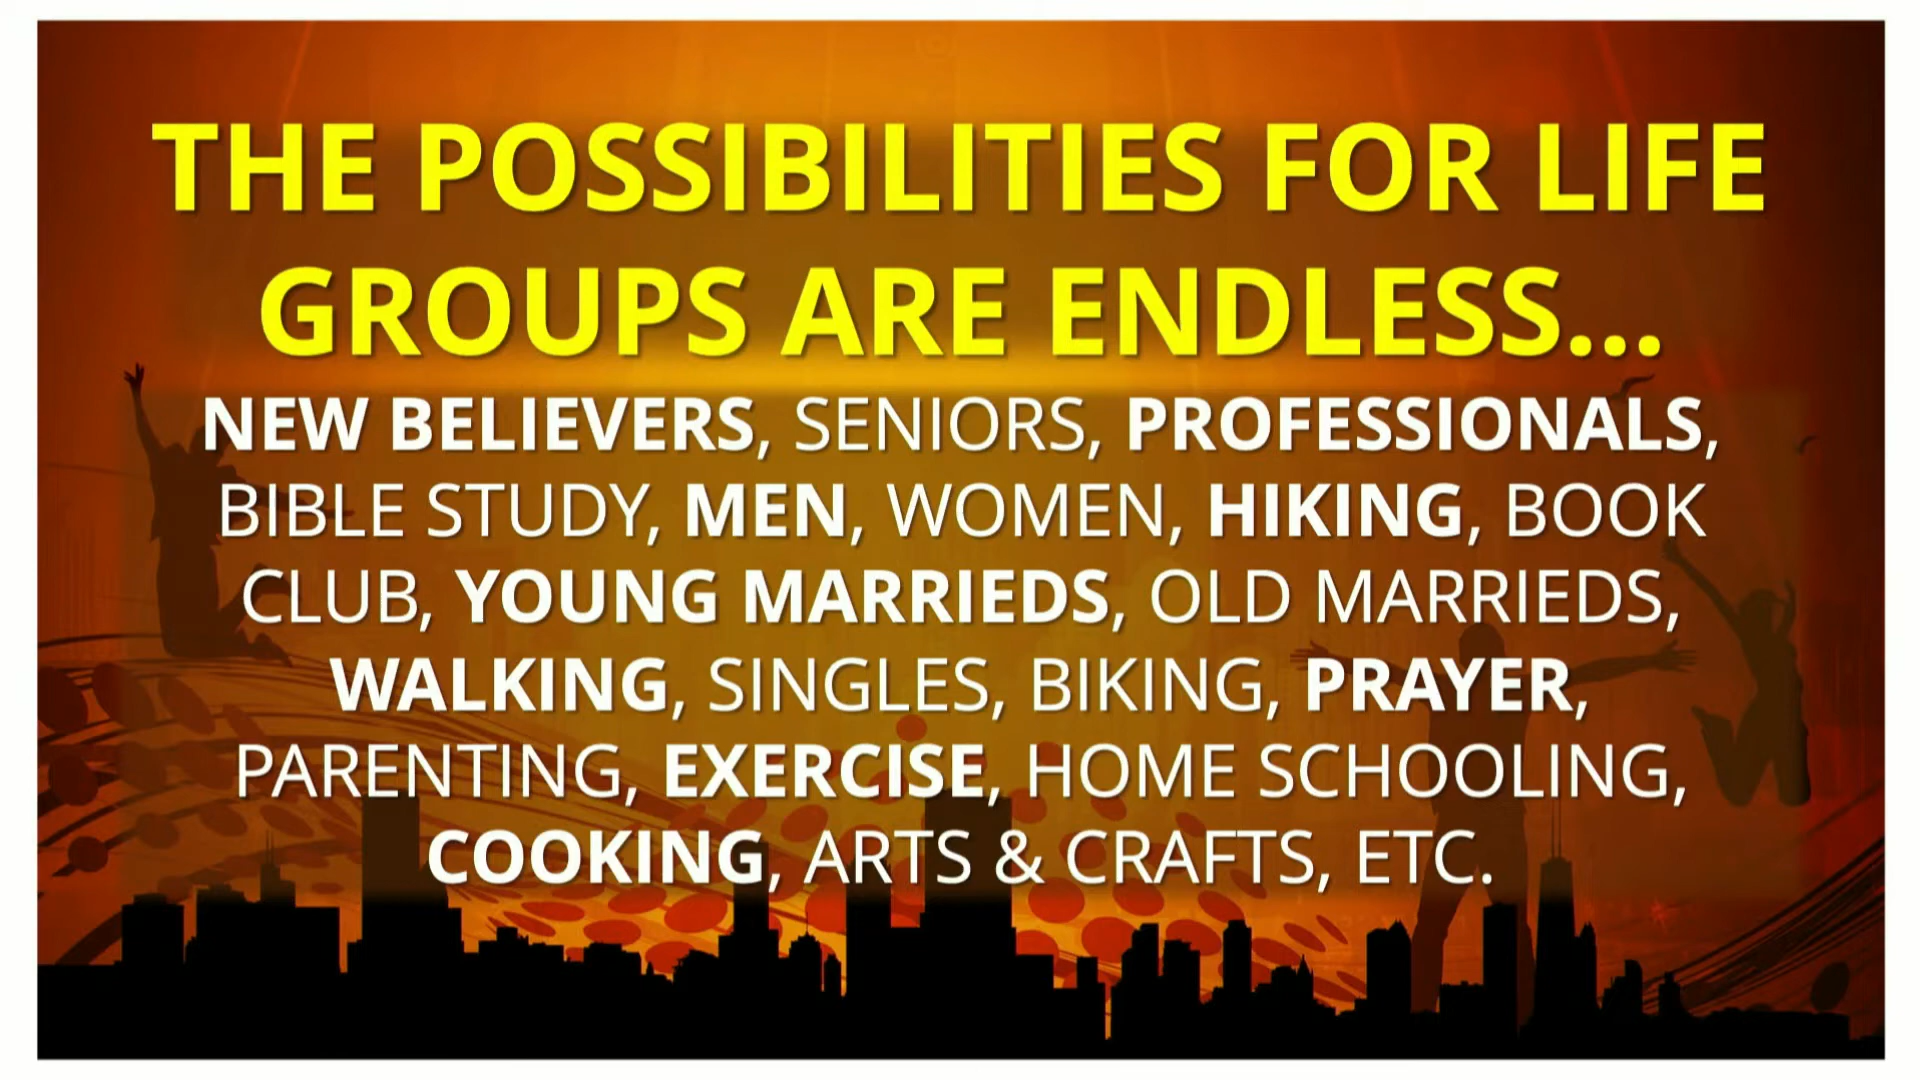 THE POSSIBILITIES FOR LIFE
GROUPS ARE ENDLESS...
NEW BELIEVERS, SENIORS, PROFESSIONALS,
BIBLE STUDY, MEN, WOMEN, HIKING, BOOK
CLUB, YOUNG MARRIEDS, OLD MARRIEDS,
WALKING, SINGLES, BIKING, PRAYER,
PARENTING, EXERCISE, HOME SCHOOLING,
COOKING, ARTS & CRAFTS, ETC.